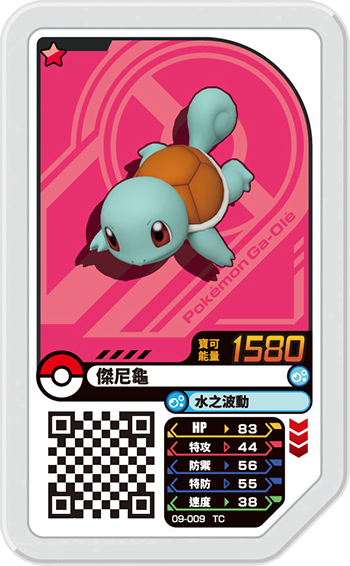 Pokémon Ga-Olé
寶可能量 1580
傑尼龜
水之波動
HP 83
特攻 44
防禦 56
特防 55
速度 38
09-009 TC